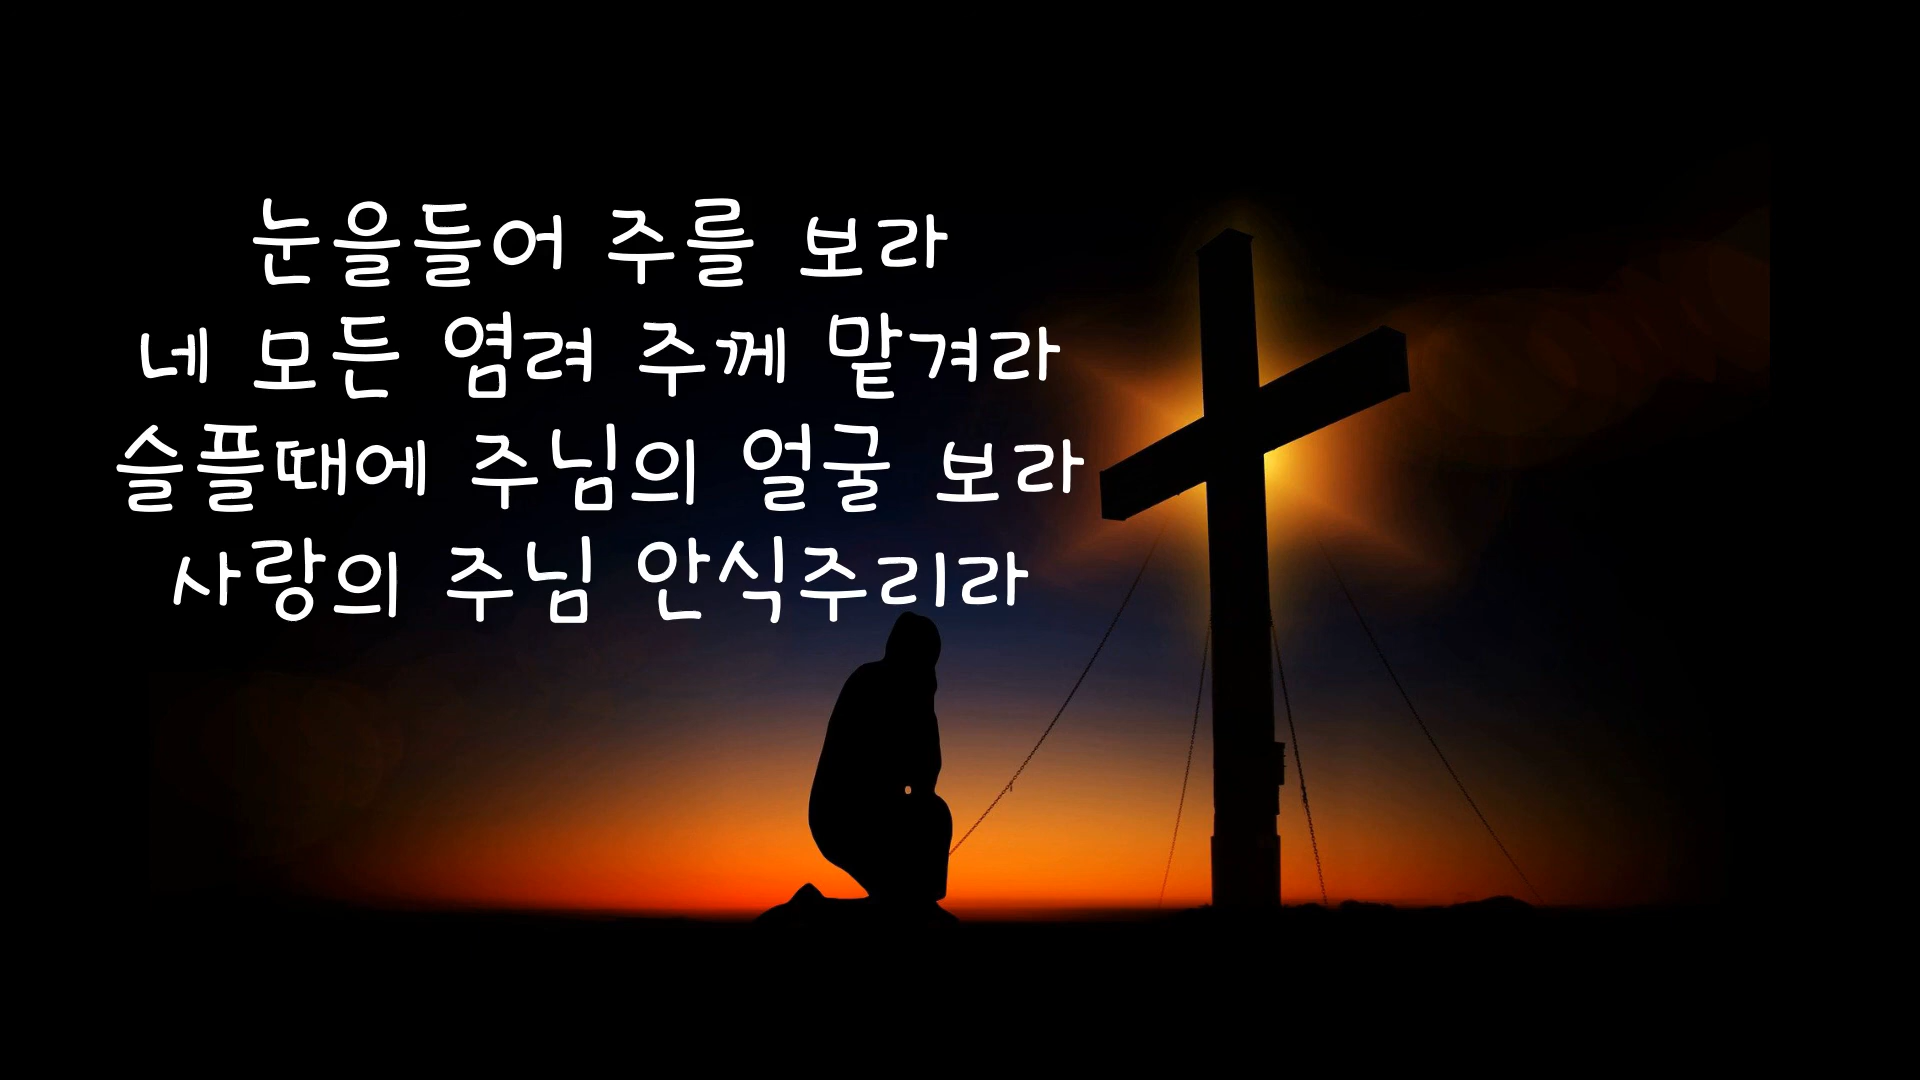 눈을들어 주를 보라
네 모든 염려 주께 맡겨라
슬플때에 주님의 얼굴 보라
사랑의 주님 안식주리라